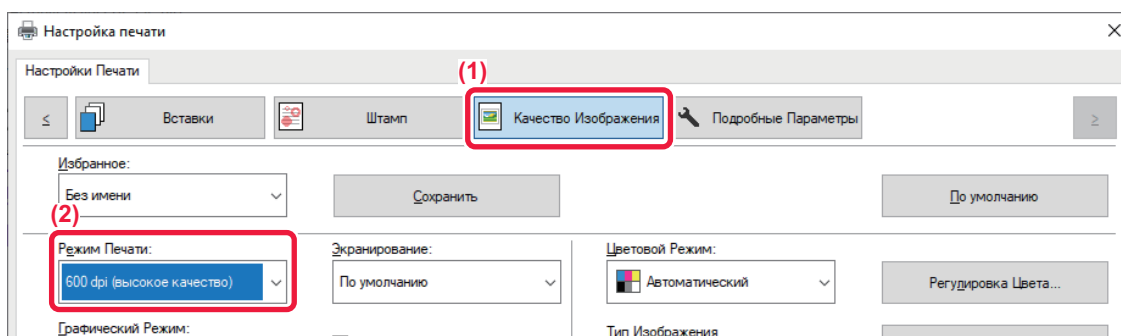 Настройка печати
Настройки Печати
(1)
< Вставки Штамп Качество Изображения Подробные Параметры >
Избранное:
Без имени Сохранить По умолчанию
(2)
Режим Печати: Экранирование: Цветовой Режим:
600 dpi (высокое качество) По умолчанию Автоматический Регулировка Цвета...
Графический Режим: Тип Изображения